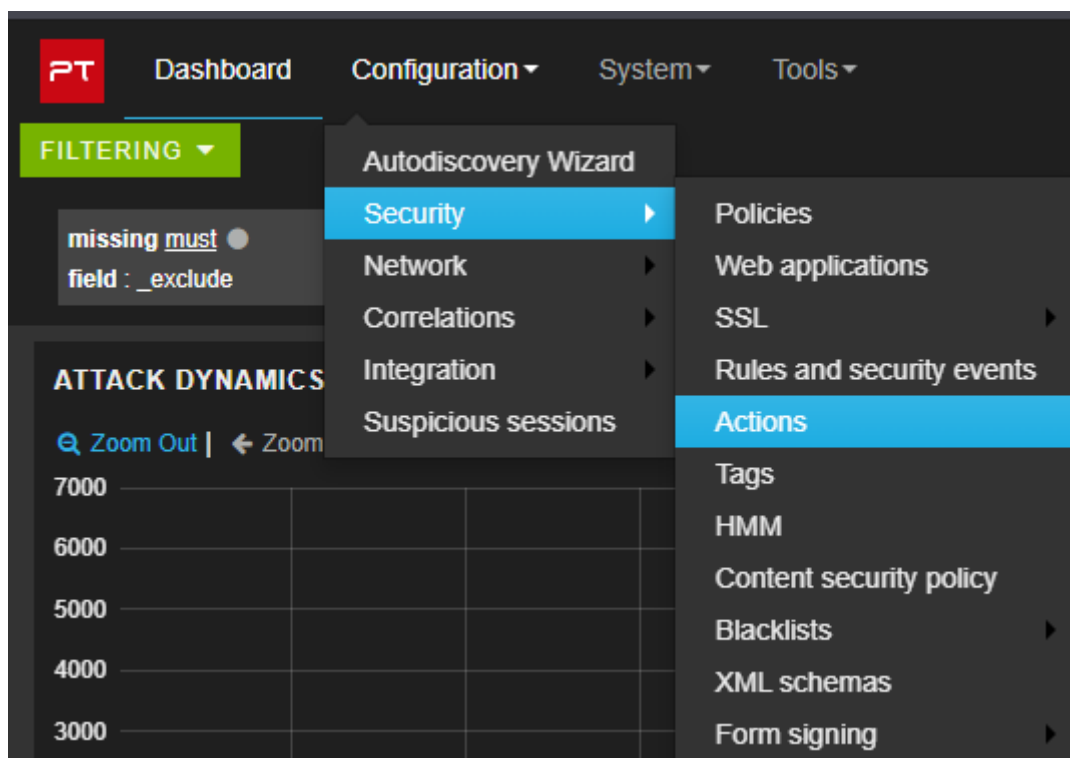 PT
Dashboard
Configuration
System
Tools
FILTERING
missing must
field : _exclude
Autodiscovery Wizard
Security
Network
Correlations
Integration
Suspicious sessions
Policies
Web applications
SSL
Rules and security events
Actions
Tags
HMM
Content security policy
Blacklists
XML schemas
Form signing
ATTACK DYNAMICS
Zoom Out | Zoom
7000
6000
5000
4000
3000